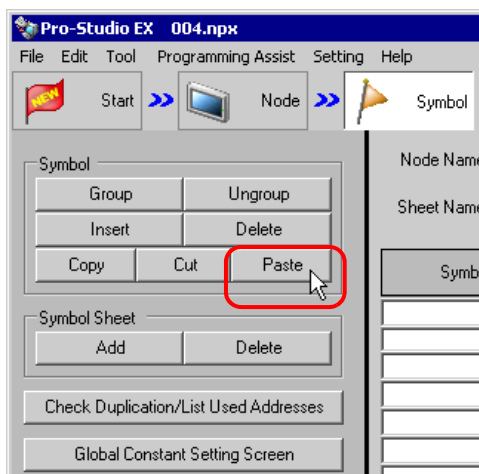 Pro-Studio EX 004.npx
File Edit Tool Programming Assist Setting Help
NEW Start Node Symbol
Symbol
Group Ungroup
Insert Delete
Copy Cut Paste
Symbol Sheet
Add Delete
Check Duplication/List Used Addresses
Global Constant Setting Screen
Node Name
Sheet Name
Symb